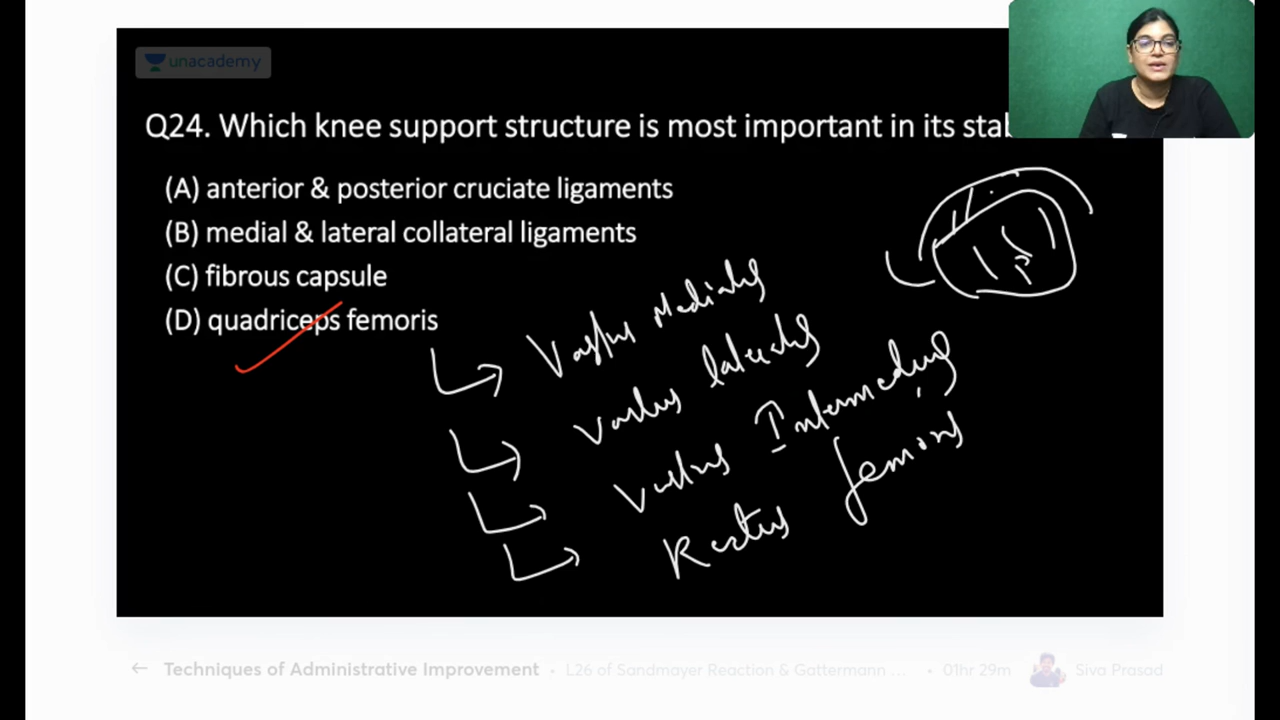 unacademy
Q24. Which knee support structure is most important in its stab
(A) anterior & posterior cruciate ligaments
(B) medial & lateral collateral ligaments
(C) fibrous capsule
(D) quadriceps femoris
Vastus Medialis
Vastus lateralis
Vastus Intermedius
Rectus femoris
Techniques of Administrative Improvement • L26 of Sandmayer Reaction & Gattermann ... • 01hr 29m Siva Prasad